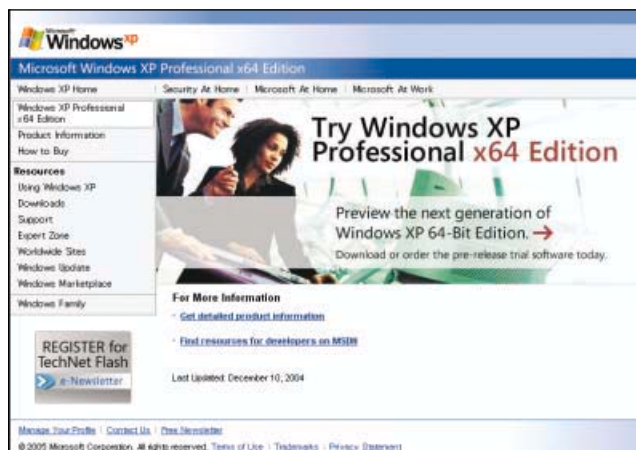 Microsoft
Windows xp
Microsoft Windows XP Professional x64 Edition
Windows XP Home | Security At Home | Microsoft At Home | Microsoft At Work
Windows XP Professional
x64 Edition
Product Information
How to Buy
Resources
Using Windows XP
Downloads
Support
Expert Zone
Worldwide Sites
Windows Update
Windows Marketplace
Windows Family
REGISTER for
TechNet Flash
e-Newsletter
Try Windows XP
Professional x64 Edition
Preview the next generation of
Windows XP 64-Bit Edition.
Download or order the pre-release trial software today.
For More Information
Get detailed product information
Find resources for developers on MSDN
Last Updated: December 10, 2004
Manage Your Profile | Contact Us | Free Newsletter
© 2005 Microsoft Corporation. All rights reserved. Terms of Use | Trademarks | Privacy Statement